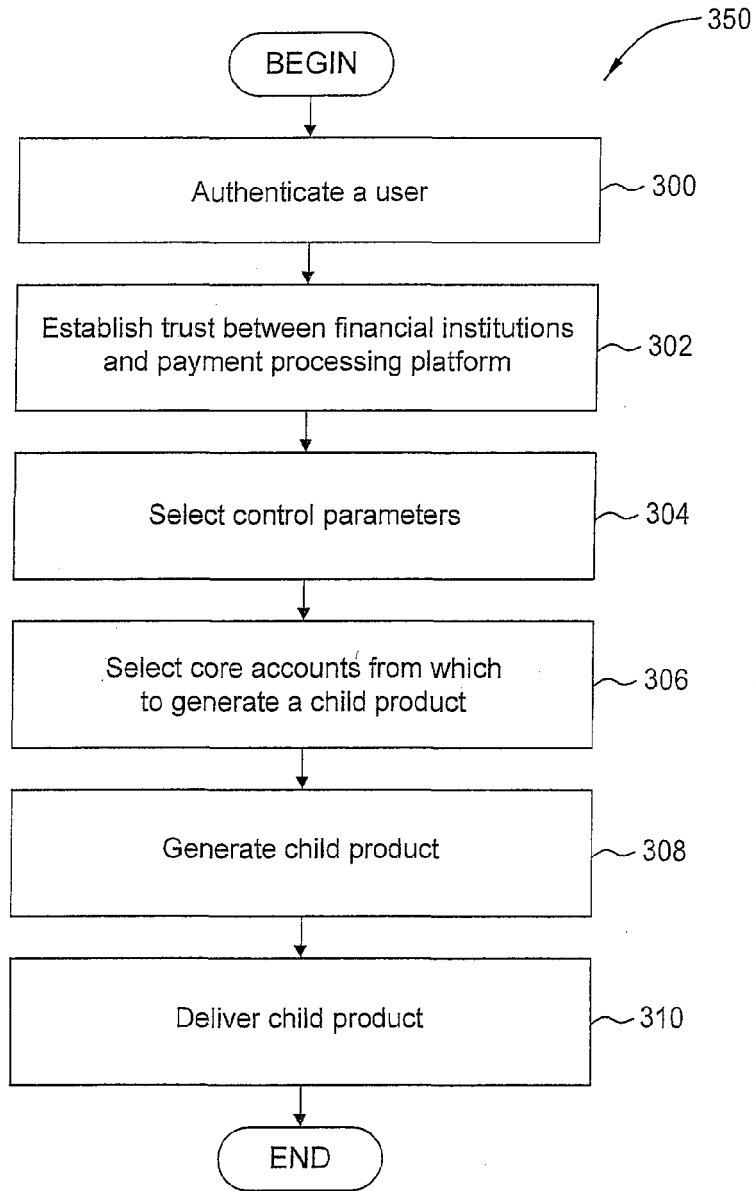 350
BEGIN
Authenticate a user
300
Establish trust between financial institutions
and payment processing platform
302
Select control parameters
304
Select core accounts from which
to generate a child product
306
Generate child product
308
Deliver child product
310
END